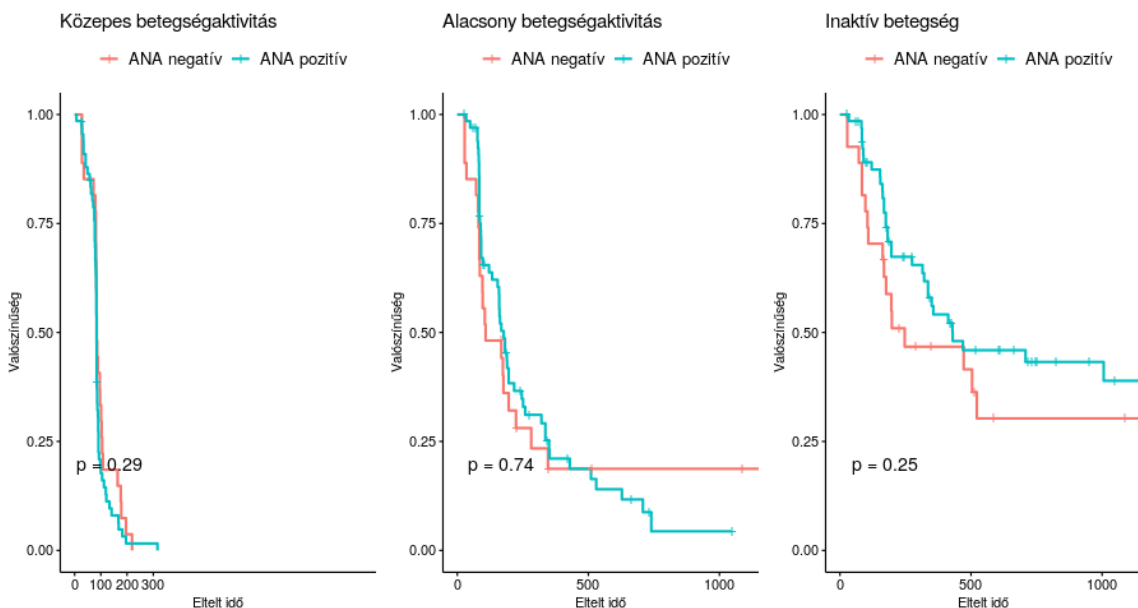 Közepes betegségaktivitás
ANA negatív ANA pozitív
Valószínűség
1.00
0.75
0.50
0.25
0.00
p = 0.29
0 100 200 300
Eltelt idő
Alacsony betegségaktivitás
ANA negatív ANA pozitív
Valószínűség
1.00
0.75
0.50
0.25
0.00
p = 0.74
0 500 1000
Eltelt idő
Inaktív betegség
ANA negatív ANA pozitív
Valószínűség
1.00
0.75
0.50
0.25
0.00
p = 0.25
0 500 1000
Eltelt idő